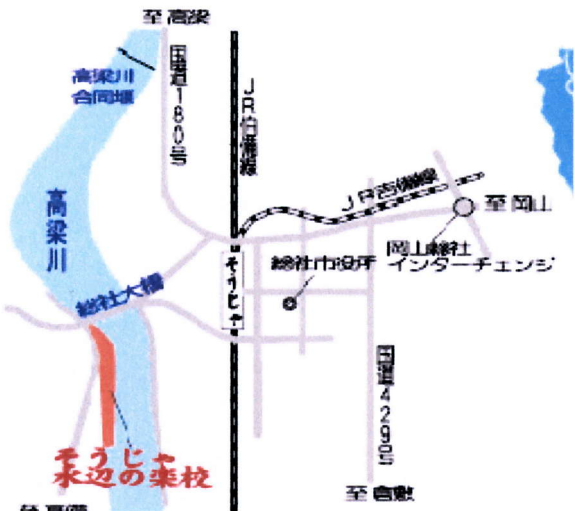 至 高梁
高梁川
合同堰
国道180号
JR伯備線
JR吉備線
至 岡山
岡山総社
インターチェンジ
総社市役所
高梁川
総社大橋
そうじゃ
国道429号
そうじゃ
水辺の楽校
至 倉敷